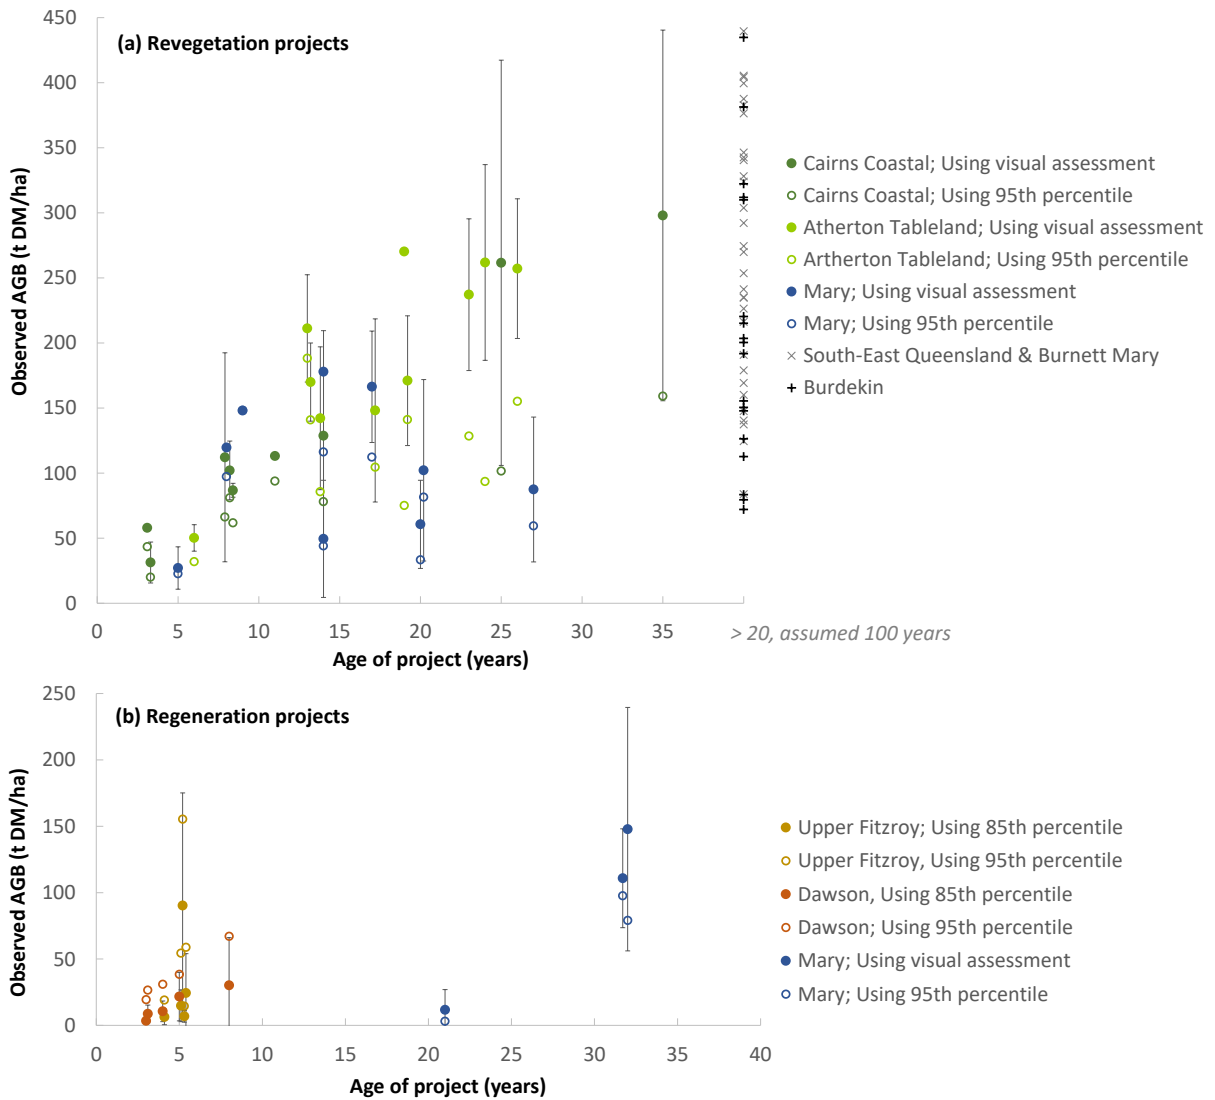 (a) Revegetation projects
Observed AGB (t DM/ha)
450
400
350
300
250
200
150
100
50
0
0 5 10 15 20 25 30 35 > 20, assumed 100 years
Age of project (years)
Cairns Coastal; Using visual assessment
Cairns Coastal; Using 95th percentile
Atherton Tableland; Using visual assessment
Artherton Tableland; Using 95th percentile
Mary; Using visual assessment
Mary; Using 95th percentile
South-East Queensland & Burnett Mary
Burdekin
(b) Regeneration projects
Observed AGB (t DM/ha)
250
200
150
100
50
0
0 5 10 15 20 25 30 35 40
Age of project (years)
Upper Fitzroy; Using 85th percentile
Upper Fitzroy, Using 95th percentile
Dawson, Using 85th percentile
Dawson; Using 95th percentile
Mary; Using visual assessment
Mary; Using 95th percentile